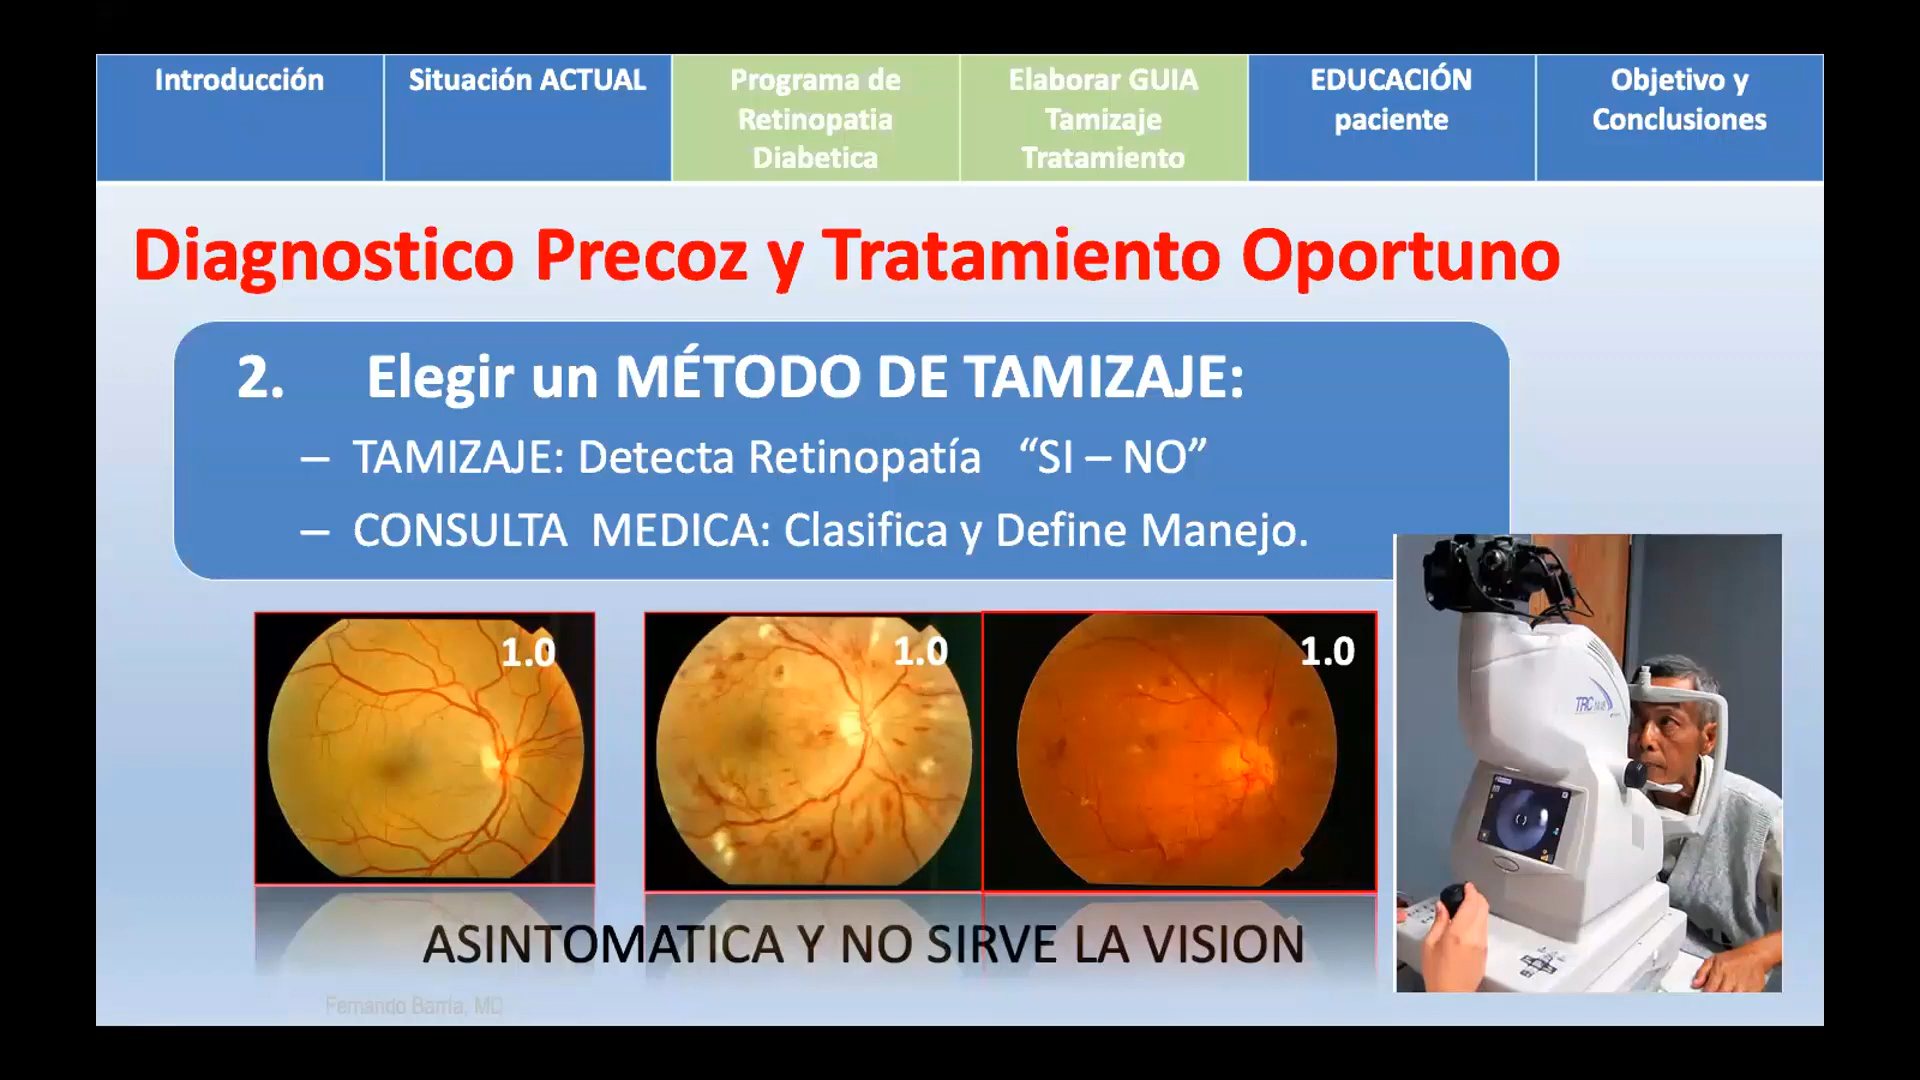 Introducción
Situación ACTUAL
Programa de
Retinopatia
Diabetica
Elaborar GUIA
Tamizaje
Tratamiento
EDUCACIÓN
paciente
Objetivo y
Conclusiones
Diagnostico Precoz y Tratamiento Oportuno
2. Elegir un MÉTODO DE TAMIZAJE:
– TAMIZAJE: Detecta Retinopatía “SI – NO”
– CONSULTA MEDICA: Clasifica y Define Manejo.
1.0
1.0
1.0
TRC
ASINTOMATICA Y NO SIRVE LA VISION
Fernando Barría, MD